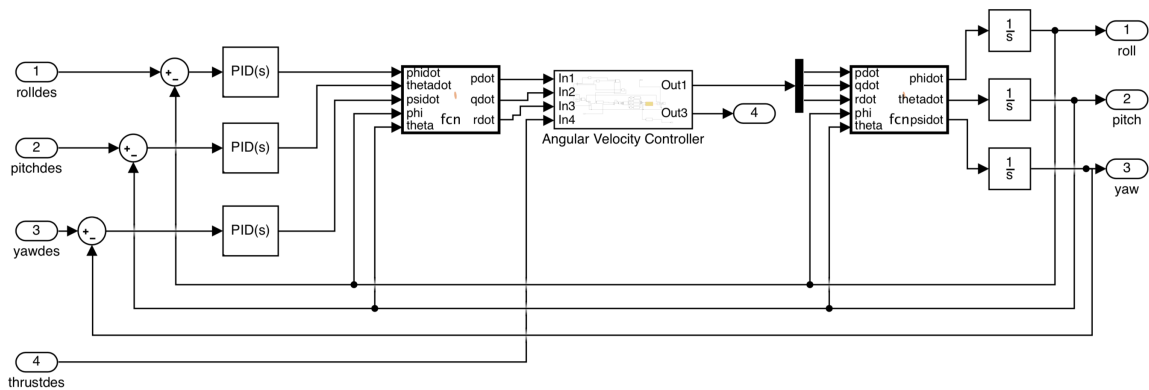 1
rolldes
2
pitchdes
3
yawdes
4
thrustdes
+
−
+
−
+
−
PID(s)
PID(s)
PID(s)
phidot
thetadot
psidot
phi
theta
fcn
pdot
qdot
rdot
In1
In2
In3
In4
Out1
Out3
Angular Velocity Controller
4
pdot
qdot
rdot
phi
theta
fcn
phidot
thetadot
psidot
1
s
1
s
1
s
1
roll
2
pitch
3
yaw